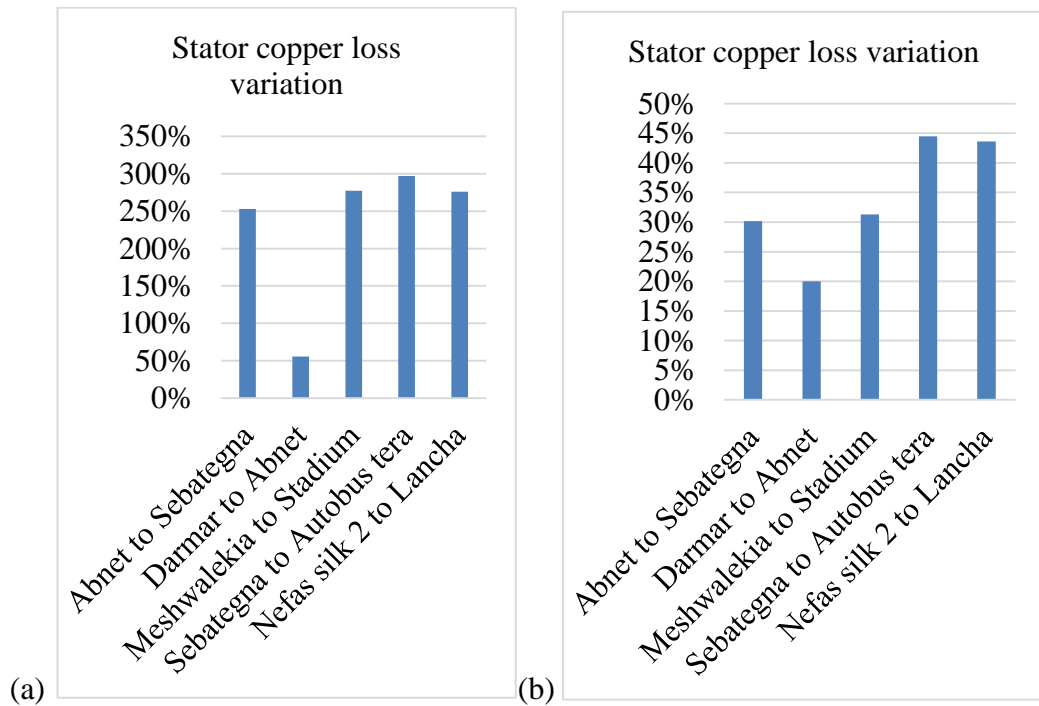 Stator copper loss
variation
350%
300%
250%
200%
150%
100%
50%
0%
Abnet to Sebategna
Darmar to Abnet
Meshwalekia to Stadium
Sebategna to Autobus tera
Nefas silk 2 to Lancha
(a)
Stator copper loss variation
50%
45%
40%
35%
30%
25%
20%
15%
10%
5%
0%
Abnet to Sebategna
Darmar to Abnet
Meshwalekia to Stadium
Sebategna to Autobus tera
Nefas silk 2 to Lancha
(b)